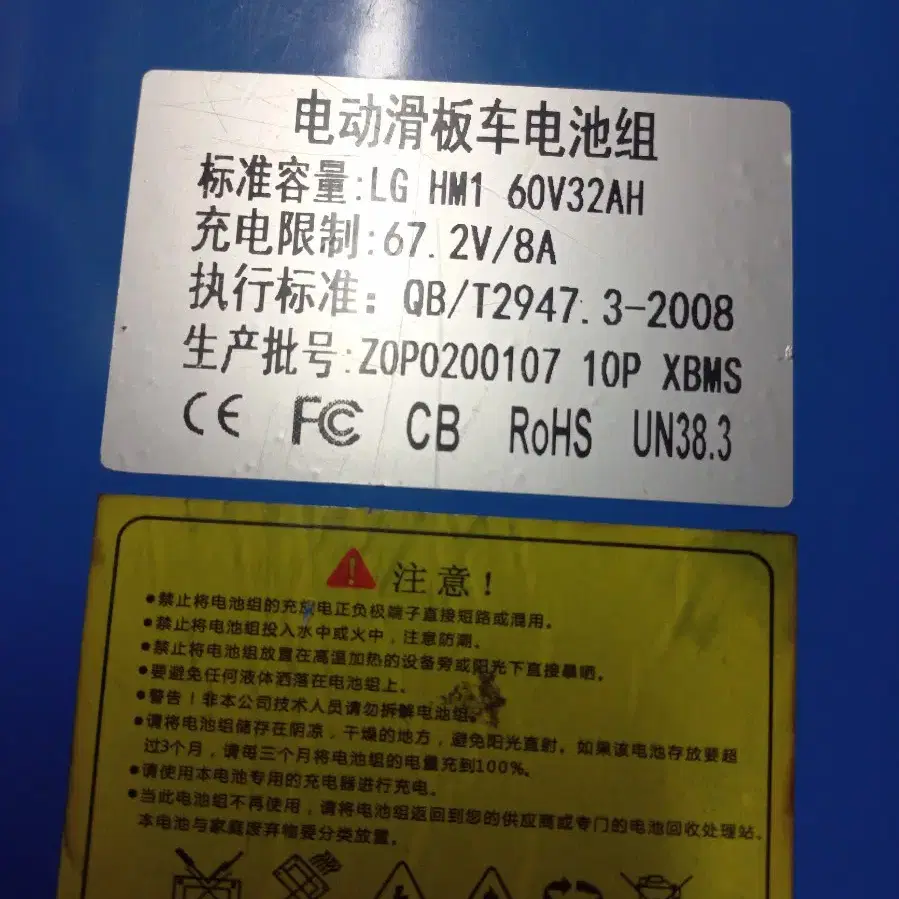 电动滑板车电池组
标准容量:LG HM1 60V32AH
充电限制:67.2V/8A
执行标准：QB/T2947.3-2008
生产批号:Z0P0200107 10P XBMS
CE FCC CB RoHS UN38.3
注意!
•禁止将电池组的充放电正负极端子直接短路或混用。
•禁止将电池组投入水中或火中，注意防潮。
•禁止将电池组放置在高温加热的设备旁或阳光下直接暴晒。
•要避免任何液体洒落在电池组上。
•警告！非本公司技术人员请勿拆解电池组。
•请将电池组储存在阴凉，干燥的地方，避免阳光直射。如果该电池存放要超
过3个月，请每三个月将电池组的电量充到100%。
•请使用本电池专用的充电器进行充电。
•当此电池组不再使用，请将电池组返回到您的供应商或专门的电池回收处理站。
本电池与家庭废弃物要分类放置。